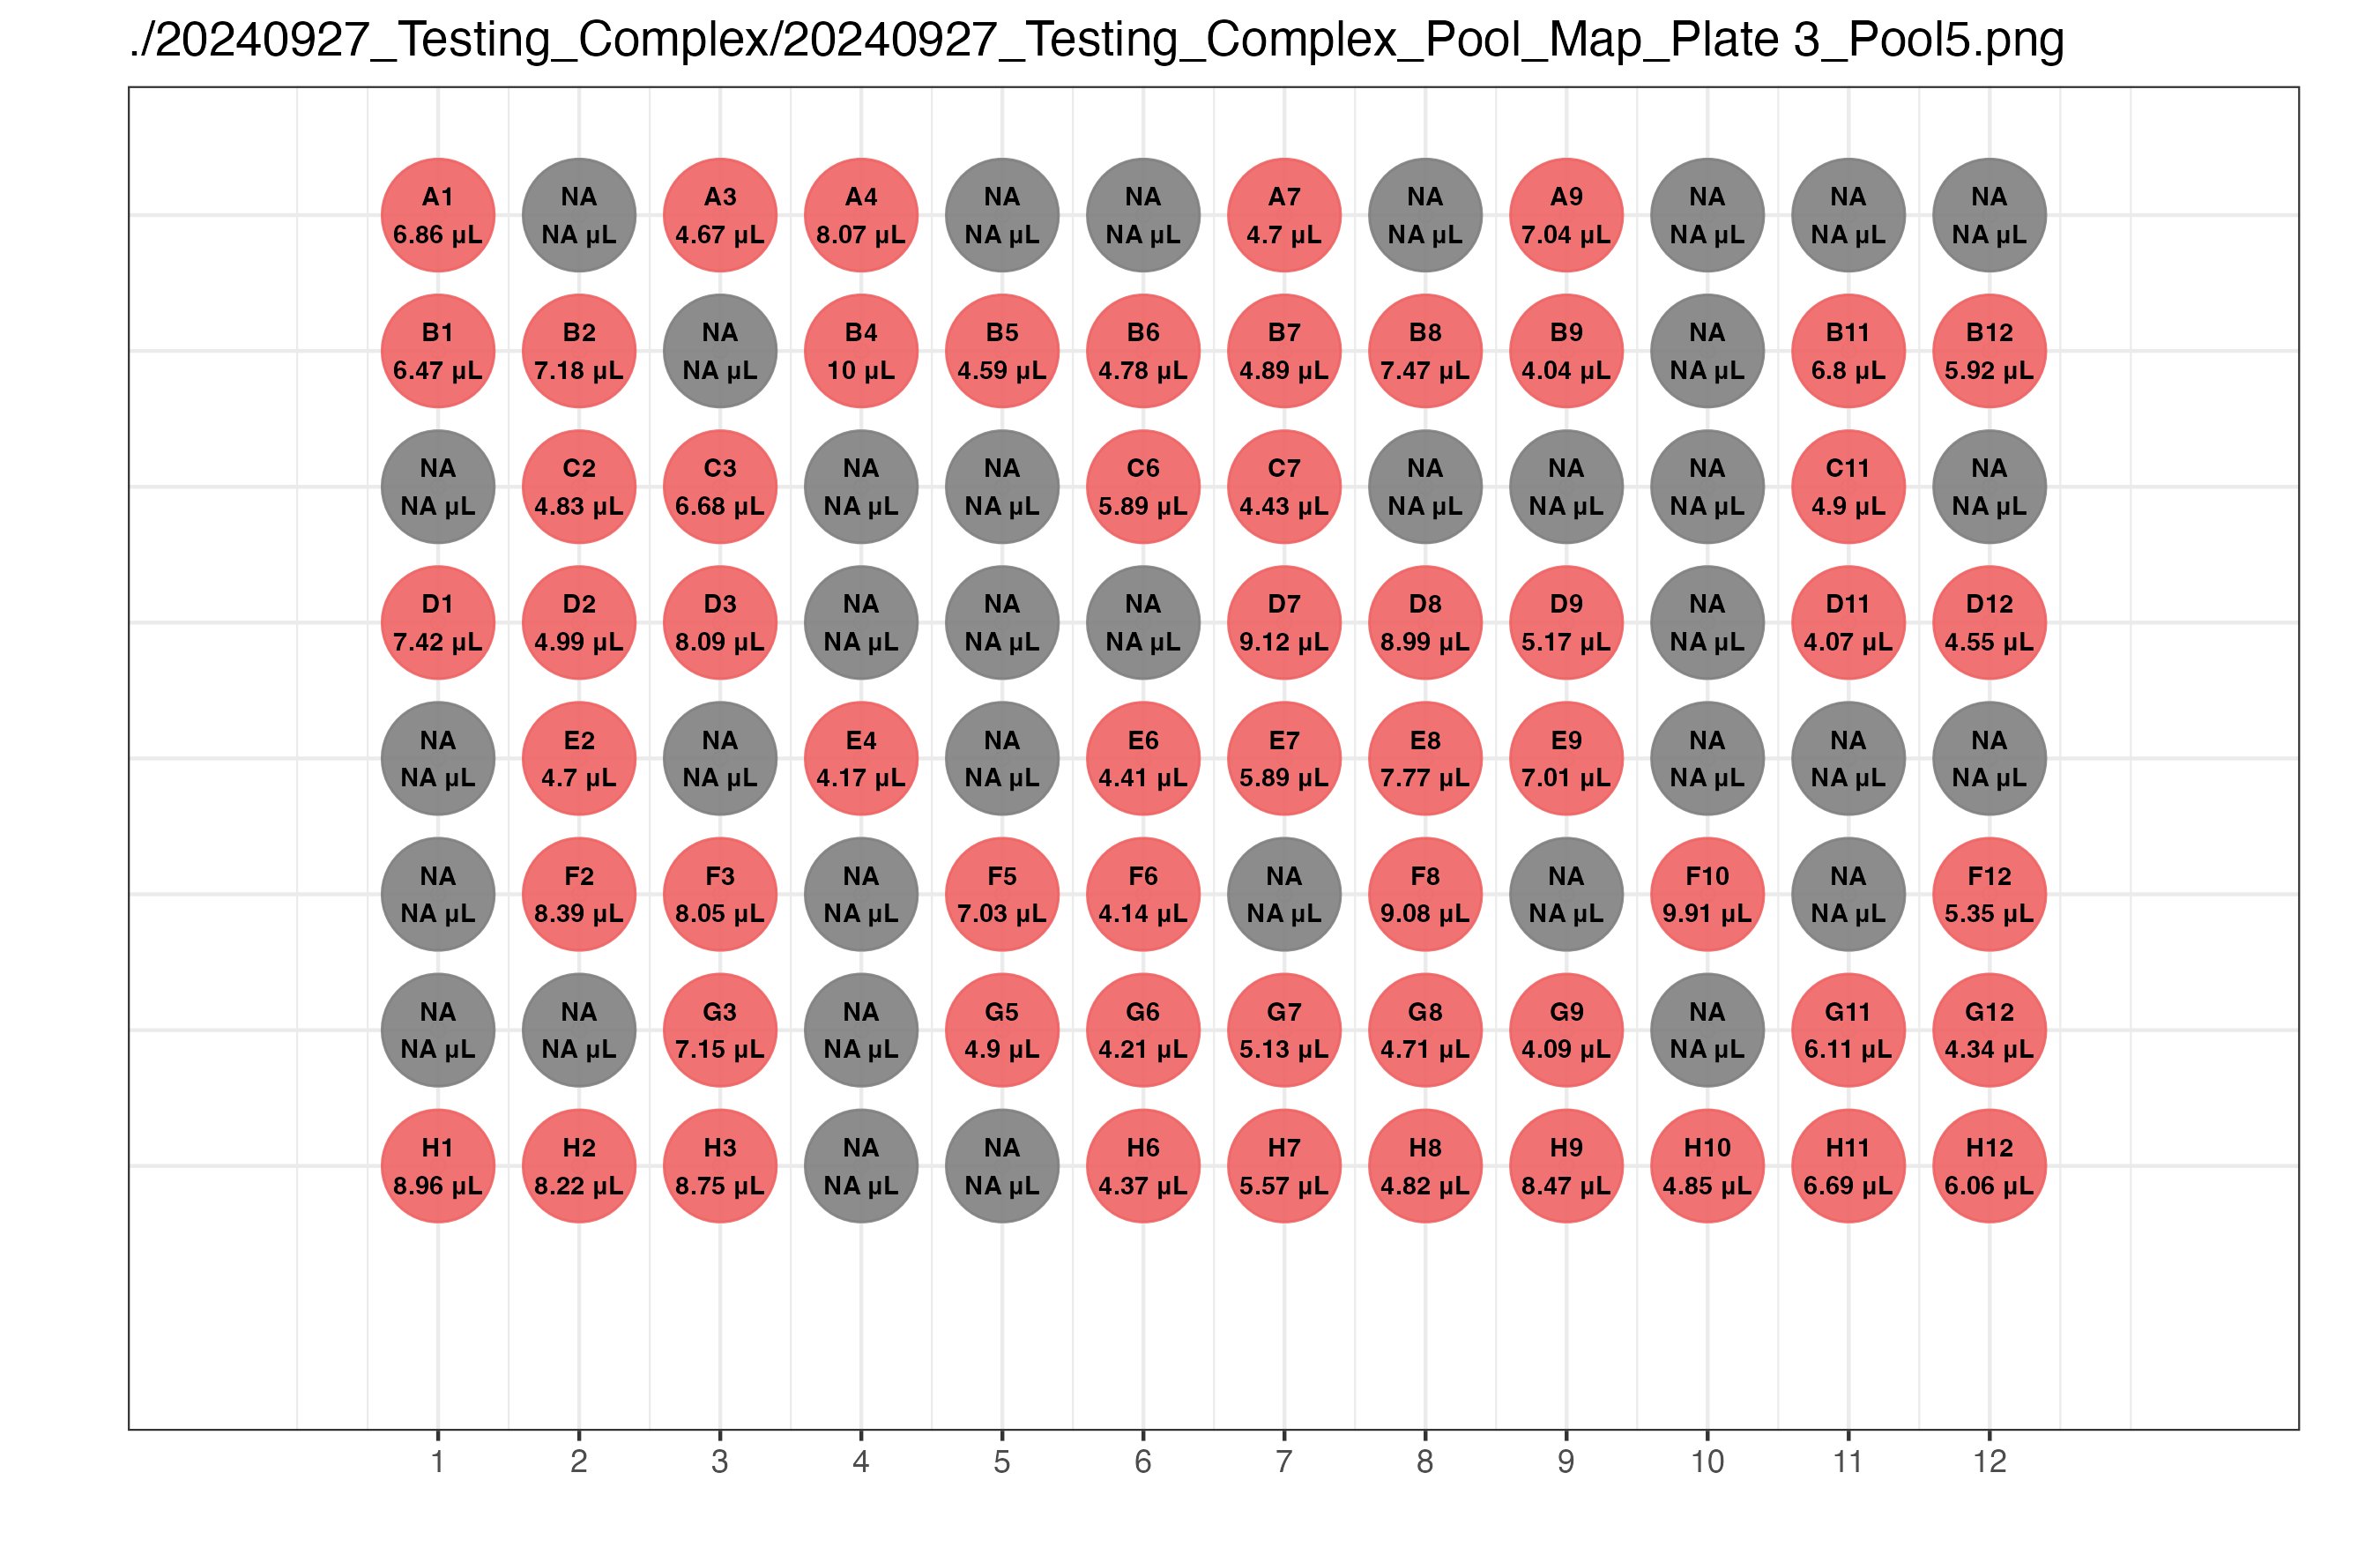 ./20240927_Testing_Complex/20240927_Testing_Complex_Pool_Map_Plate 3_Pool5.png
A1 NA A3 A4 NA NA A7 NA A9 NA NA NA
6.86 µL NA µL 4.67 µL 8.07 µL NA µL NA µL 4.7 µL NA µL 7.04 µL NA µL NA µL NA µL
B1 B2 NA B4 B5 B6 B7 B8 B9 NA B11 B12
6.47 µL 7.18 µL NA µL 10 µL 4.59 µL 4.78 µL 4.89 µL 7.47 µL 4.04 µL NA µL 6.8 µL 5.92 µL
NA C2 C3 NA NA C6 C7 NA NA NA C11 NA
NA µL 4.83 µL 6.68 µL NA µL NA µL 5.89 µL 4.43 µL NA µL NA µL NA µL 4.9 µL NA µL
D1 D2 D3 NA NA NA D7 D8 D9 NA D11 D12
7.42 µL 4.99 µL 8.09 µL NA µL NA µL NA µL 9.12 µL 8.99 µL 5.17 µL NA µL 4.07 µL 4.55 µL
NA E2 NA E4 NA E6 E7 E8 E9 NA NA NA
NA µL 4.7 µL NA µL 4.17 µL NA µL 4.41 µL 5.89 µL 7.77 µL 7.01 µL NA µL NA µL NA µL
NA F2 F3 NA F5 F6 NA F8 NA F10 NA F12
NA µL 8.39 µL 8.05 µL NA µL 7.03 µL 4.14 µL NA µL 9.08 µL NA µL 9.91 µL NA µL 5.35 µL
NA NA G3 NA G5 G6 G7 G8 G9 NA G11 G12
NA µL NA µL 7.15 µL NA µL 4.9 µL 4.21 µL 5.13 µL 4.71 µL 4.09 µL NA µL 6.11 µL 4.34 µL
H1 H2 H3 NA NA H6 H7 H8 H9 H10 H11 H12
8.96 µL 8.22 µL 8.75 µL NA µL NA µL 4.37 µL 5.57 µL 4.82 µL 8.47 µL 4.85 µL 6.69 µL 6.06 µL
1 2 3 4 5 6 7 8 9 10 11 12